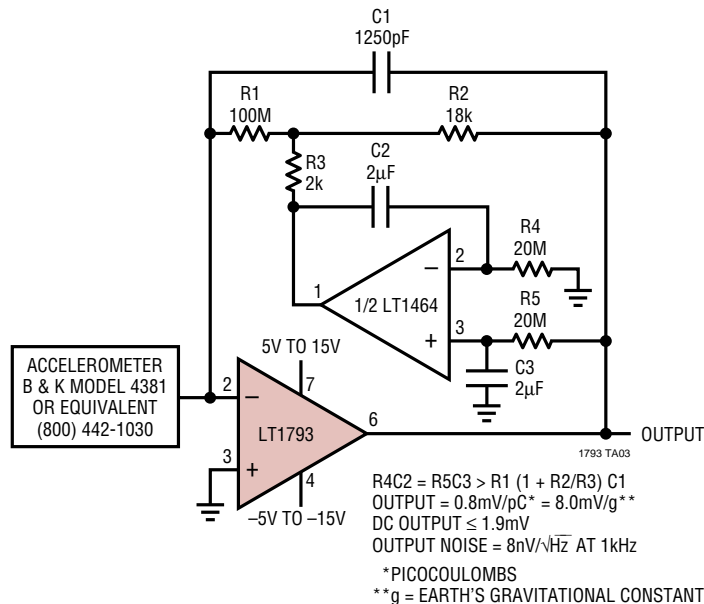 C1
1250pF
R1
100M
R2
18k
R3
2k
C2
2µF
2
R4
20M
1
1/2 LT1464
3
R5
20M
C3
2µF
5V TO 15V
ACCELEROMETER
B & K MODEL 4381
OR EQUIVALENT
(800) 442-1030
2
7
–
LT1793
6
OUTPUT
1793 TA03
3
+
4
–5V TO –15V
–
+
R4C2 = R5C3 > R1 (1 + R2/R3) C1
OUTPUT = 0.8mV/pC* = 8.0mV/g**
DC OUTPUT ≤ 1.9mV
OUTPUT NOISE = 8nV/√Hz AT 1kHz
*PICOCOULOMBS
**g = EARTH'S GRAVITATIONAL CONSTANT